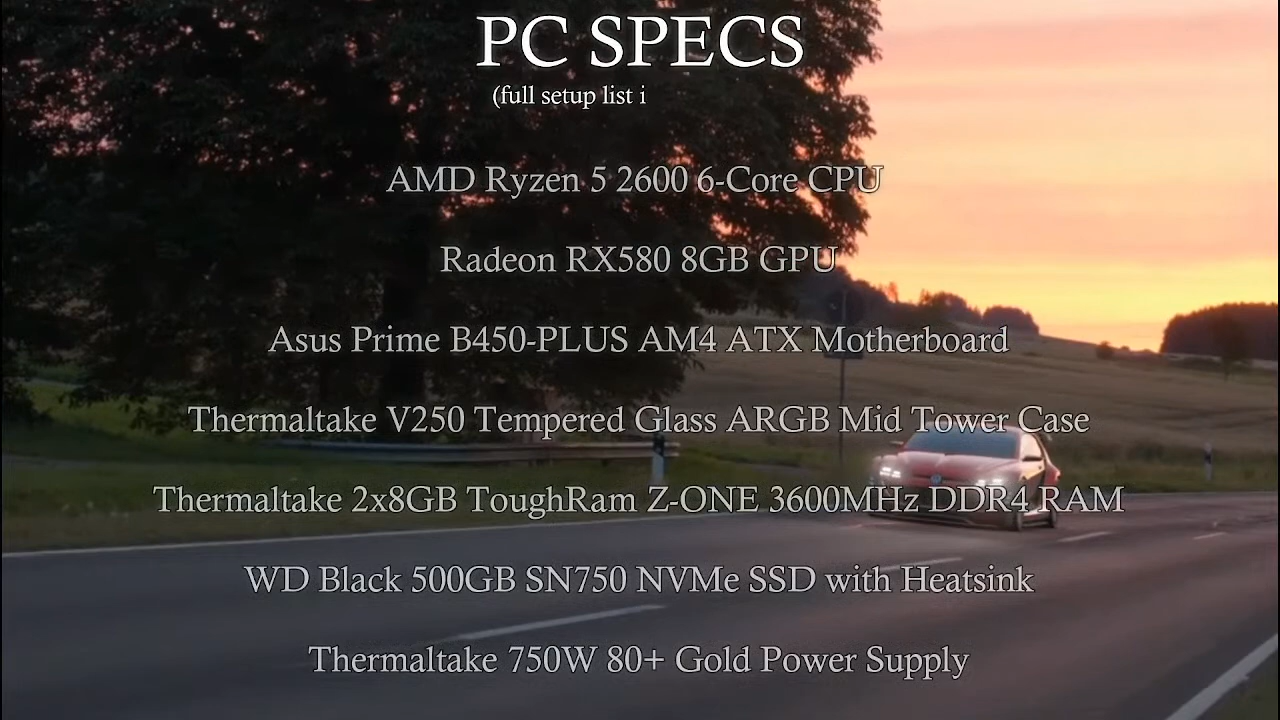 PC SPECS
(full setup list i
AMD Ryzen 5 2600 6-Core CPU
Radeon RX580 8GB GPU
Asus Prime B450-PLUS AM4 ATX Motherboard
Thermaltake V250 Tempered Glass ARGB Mid Tower Case
Thermaltake 2x8GB ToughRam Z-ONE 3600MHz DDR4 RAM
WD Black 500GB SN750 NVMe SSD with Heatsink
Thermaltake 750W 80+ Gold Power Supply